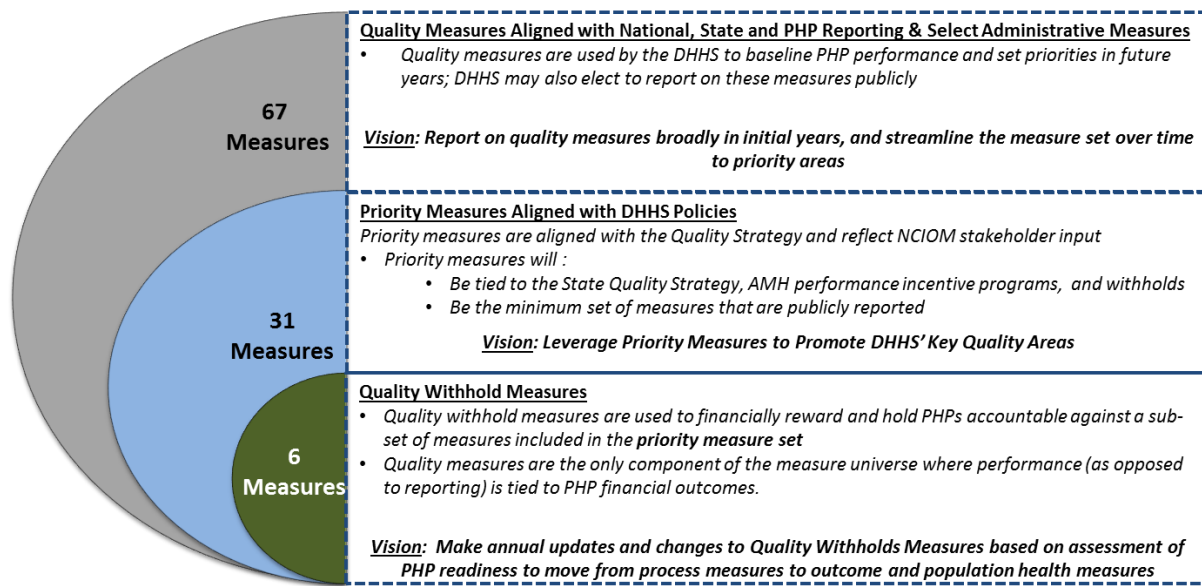 Quality Measures Aligned with National, State and PHP Reporting & Select Administrative Measures
• Quality measures are used by the DHHS to baseline PHP performance and set priorities in future
years; DHHS may also elect to report on these measures publicly
67
Measures
Vision: Report on quality measures broadly in initial years, and streamline the measure set over time
to priority areas
Priority Measures Aligned with DHHS Policies
Priority measures are aligned with the Quality Strategy and reflect NCIOM stakeholder input
• Priority measures will :
• Be tied to the State Quality Strategy, AMH performance incentive programs, and withholds
• Be the minimum set of measures that are publicly reported
31
Measures
Vision: Leverage Priority Measures to Promote DHHS' Key Quality Areas
Quality Withhold Measures
• Quality withhold measures are used to financially reward and hold PHPs accountable against a sub-
set of measures included in the priority measure set
• Quality measures are the only component of the measure universe where performance (as opposed
to reporting) is tied to PHP financial outcomes.
6
Measures
Vision: Make annual updates and changes to Quality Withholds Measures based on assessment of
PHP readiness to move from process measures to outcome and population health measures